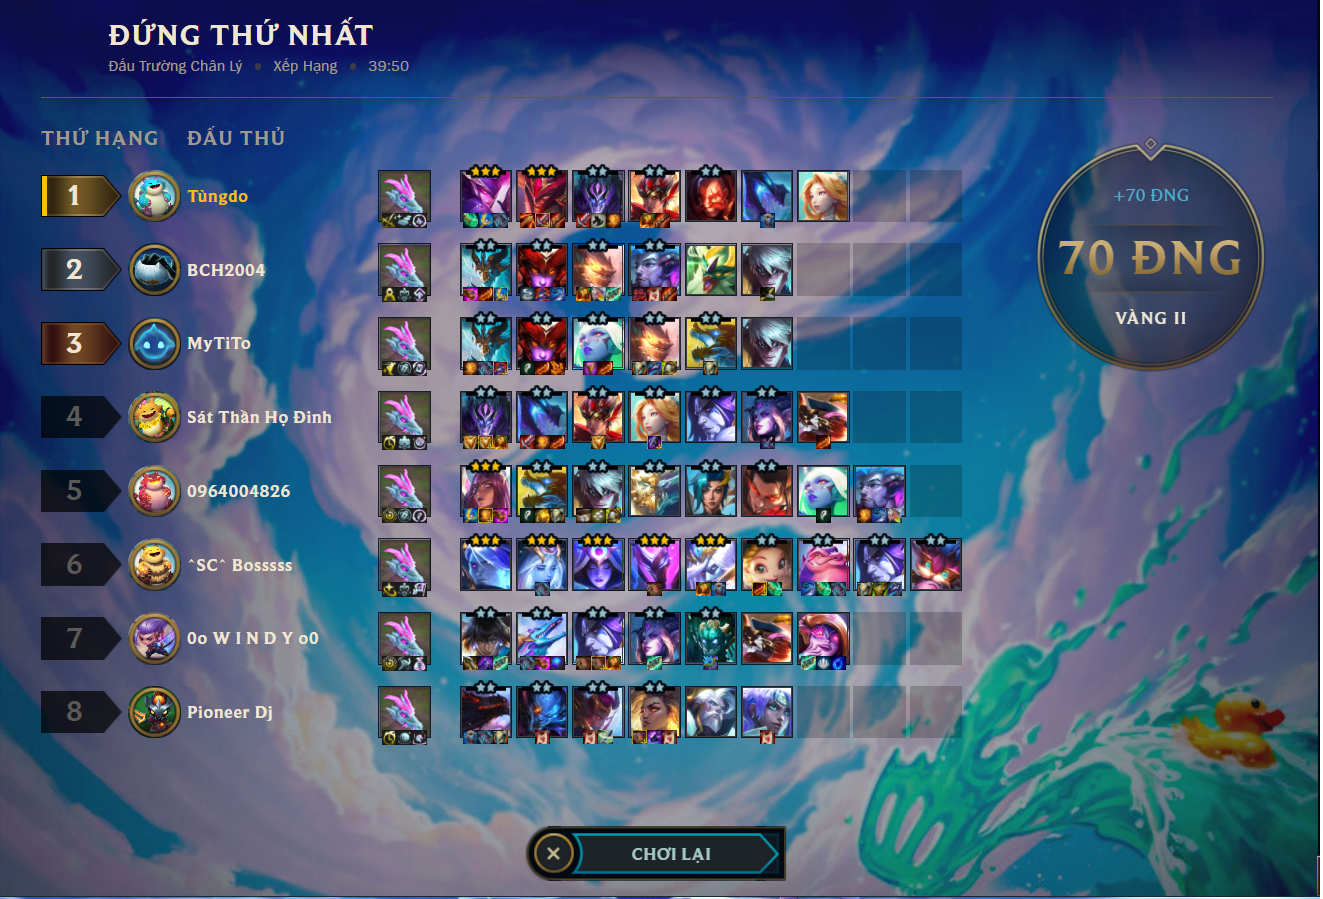 ĐỨNG THỨ NHẤT
Đấu Trường Chân Lý • Xếp Hạng • 39:50
THỨ HẠNG ĐẤU THỦ
1 Tùngdo
2 BCH2004
3 MyTiTo
4 Sát Thần Họ Đinh
5 0964004826
6 ^SC^ Bosssss
7 0o W I N D Y o0
8 Pioneer Dj
+70 ĐNG
70 ĐNG
VÀNG II
CHƠI LẠI